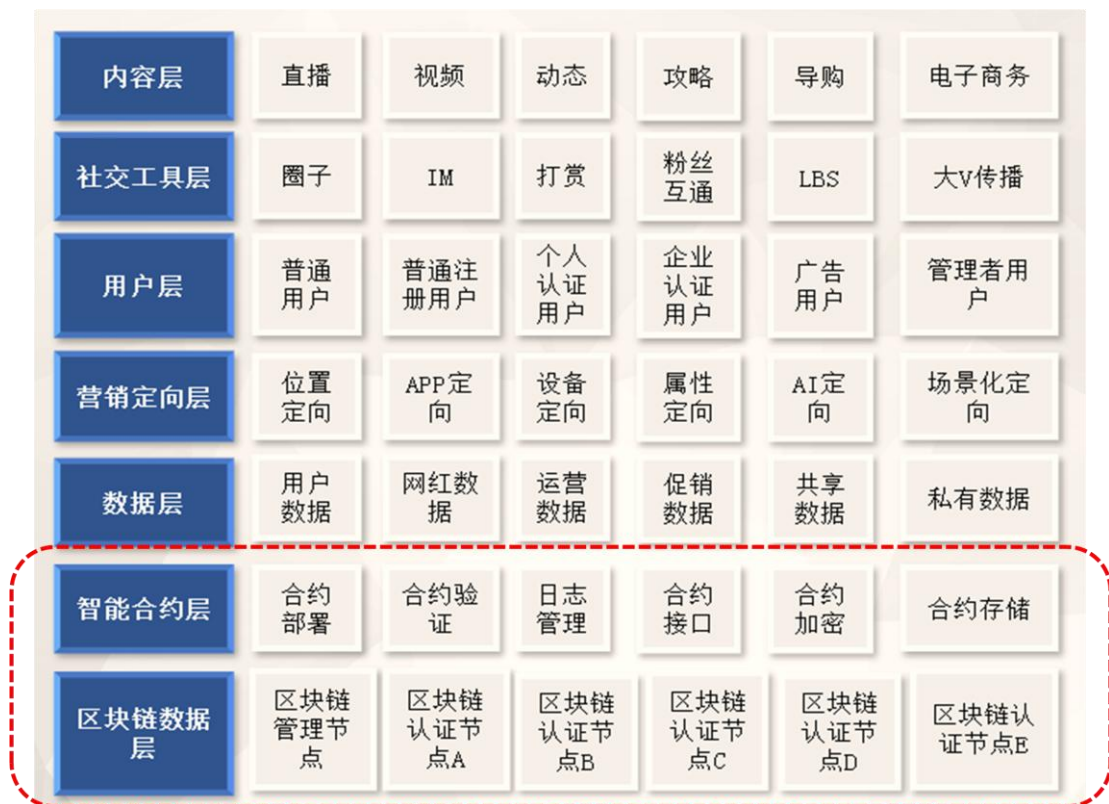 内容层 直播 视频 动态 攻略 导购 电子商务
社交工具层 圈子 IM 打赏 粉丝
互通 LBS 大V传播
用户层 普通
用户 普通注
册用户 个人
认证
用户 企业
认证
用户 广告
用户 管理者用
户
营销定向层 位置
定向 APP定
向 设备
定向 属性
定向 AI定
向 场景化定
向
数据层 用户
数据 网红数
据 运营
数据 促销
数据 共享
数据 私有数据
智能合约层 合约
部署 合约验
证 日志
管理 合约
接口 合约
加密 合约存储
区块链数据
层 区块链
管理节
点 区块链
认证节
点A 区块链
认证节
点B 区块链
认证节
点C 区块链
认证节
点D 区块链认
证节点E